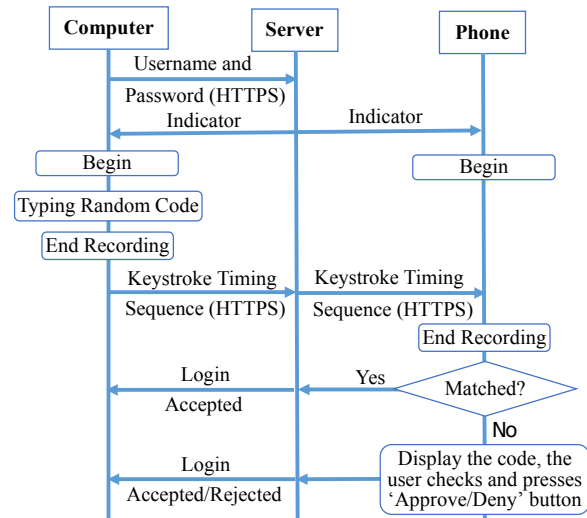 Computer
Server
Phone
Username and
Password (HTTPS)
Indicator
Indicator
Begin
Begin
Typing Random Code
End Recording
Keystroke Timing
Keystroke Timing
Sequence (HTTPS)
Sequence (HTTPS)
End Recording
Login
Yes
Matched?
Accepted
No
Display the code, the
user checks and presses
‘Approve/Deny’ button
Login
Accepted/Rejected